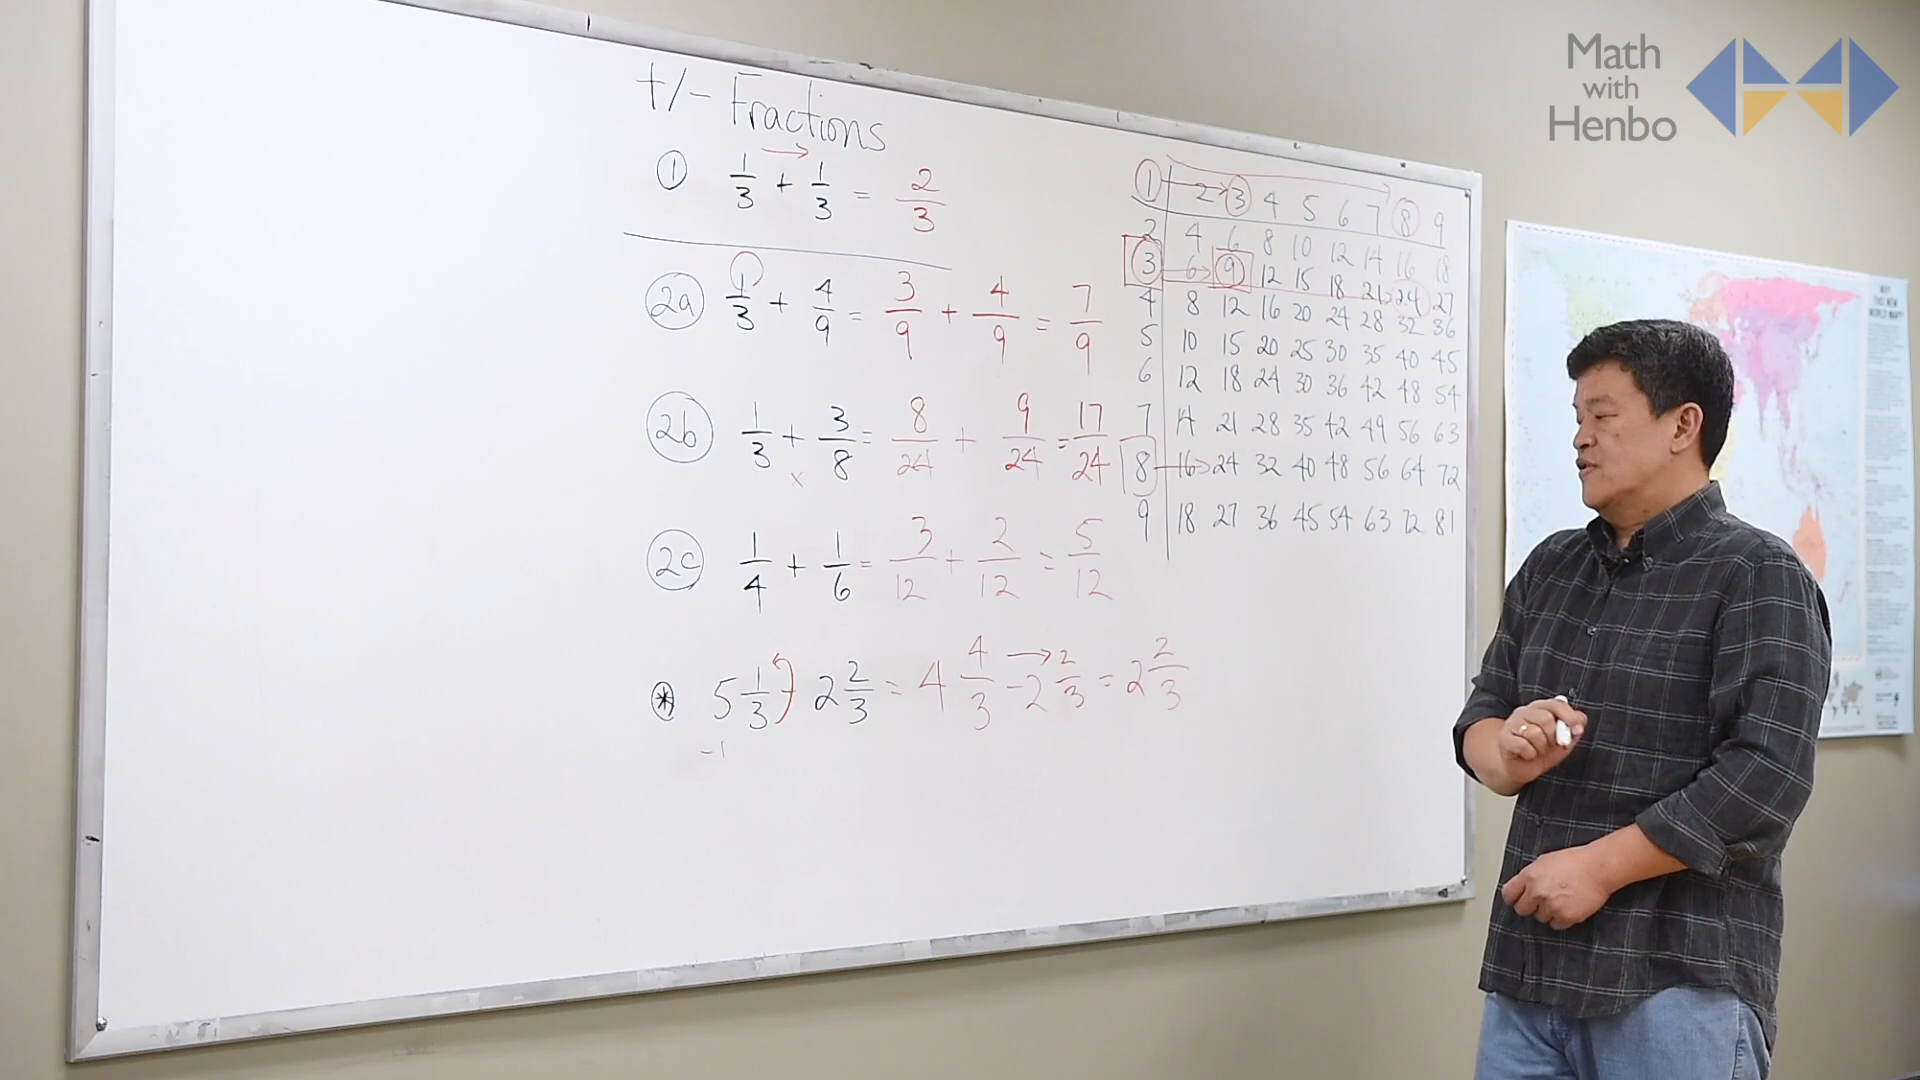 +/- Fractions
① 1/3 + 1/3 = 2/3
2a 1/3 + 4/9 = 3/9 + 4/9 = 7/9
2b 1/3 + 3/8 = 8/24 + 9/24 = 17/24
x
2c 1/4 + 1/6 = 3/12 + 2/12 = 5/12
* 5 1/3 - 2 2/3 = 4 4/3 - 2 2/3 = 2 2/3
-1
1 2 3 4 5 6 7 8 9
2 4 6 8 10 12 14 16 18
3 6 9 12 15 18 21 24 27
4 8 12 16 20 24 28 32 36
5 10 15 20 25 30 35 40 45
6 12 18 24 30 36 42 48 54
7 14 21 28 35 42 49 56 63
8 16 24 32 40 48 56 64 72
9 18 27 36 45 54 63 72 81
Math
with
Henbo